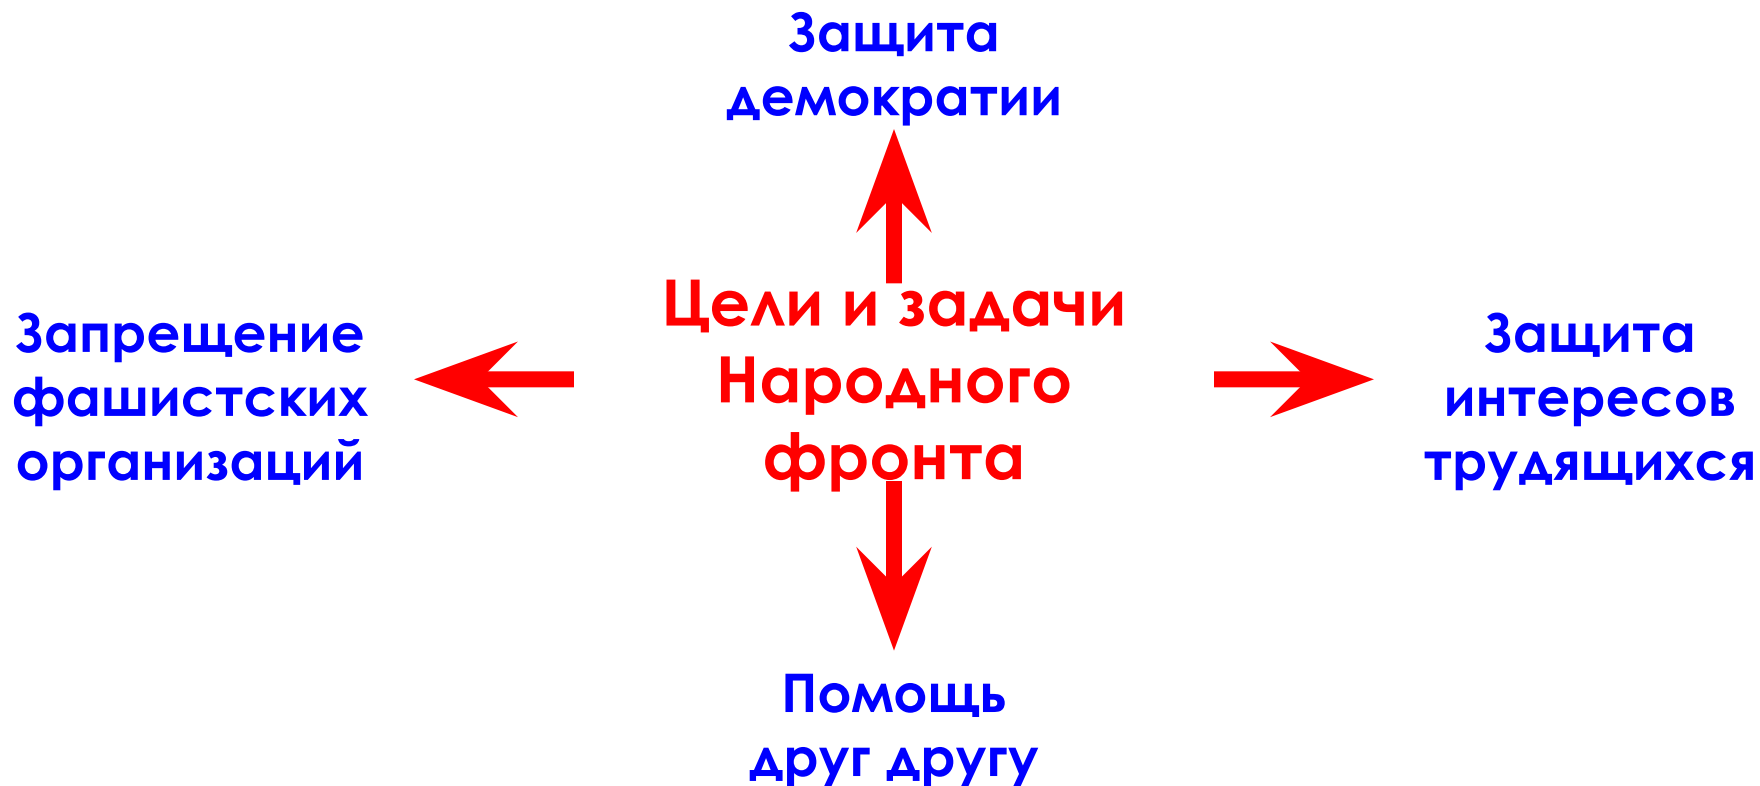 Защита
демократии
Цели и задачи
Народного
фронта
Запрещение
фашистских
организаций
Защита
интересов
трудящихся
Помощь
друг другу